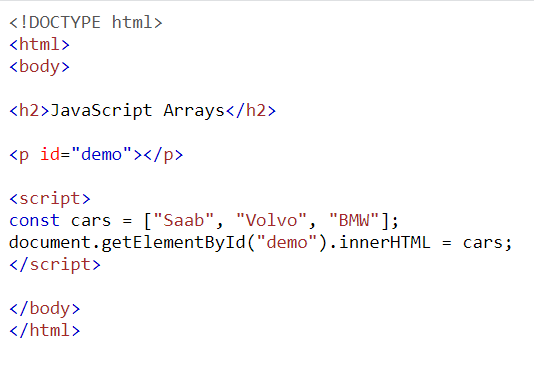 <!DOCTYPE html>
<html>
<body>
<h2>JavaScript Arrays</h2>
<p id="demo"></p>
<script>
const cars = ["Saab", "Volvo", "BMW"];
document.getElementById("demo").innerHTML = cars;
</script>
</body>
</html>